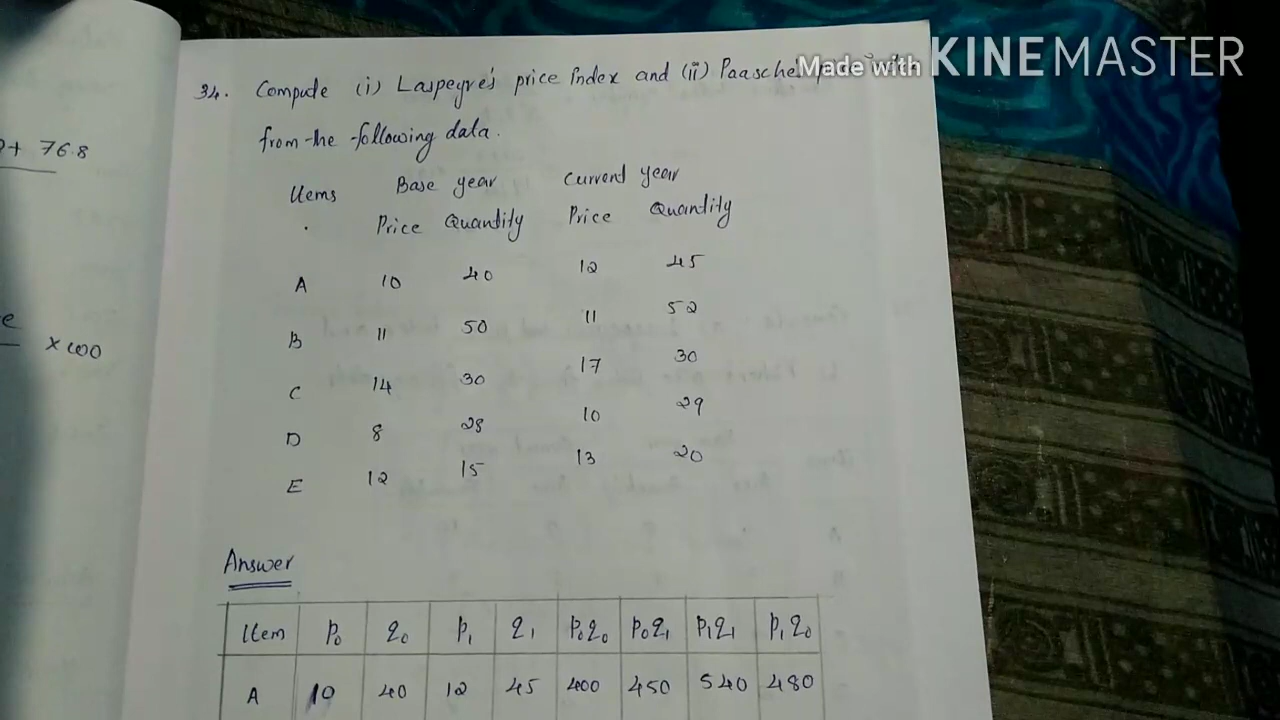 Made with KINEMASTER
34. Compute (i) Laspeyre's price index and (ii) Paasche's
from the following data.
Items Base year Current year
Price Quantity Price Quantity
A 10 40 12 45
B 11 50 11 52
C 14 30 17 30
D 8 28 10 29
E 12 15 13 20
Answer
Item P₀ q₀ P₁ q₁ P₀q₀ P₀q₁ P₁q₁ P₁q₀
A 10 40 12 45 400 450 540 480
+ 76.8
e
× 100